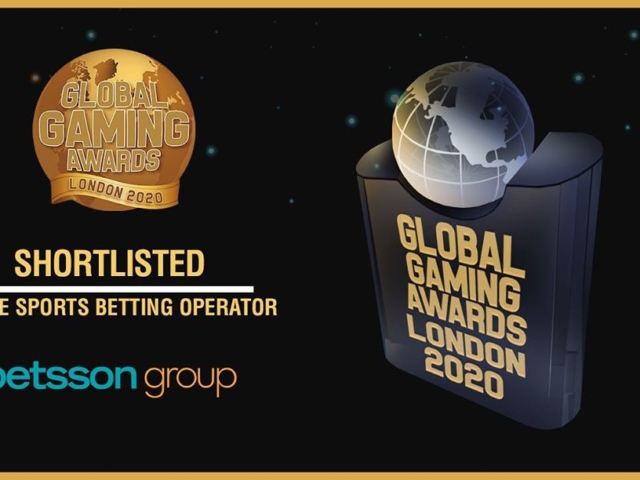 GLOBAL
GAMING
AWARDS
LONDON 2020
SHORTLISTED
E SPORTS BETTING OPERATOR
betsson group
GLOBAL
GAMING
AWARDS
LONDON
2020